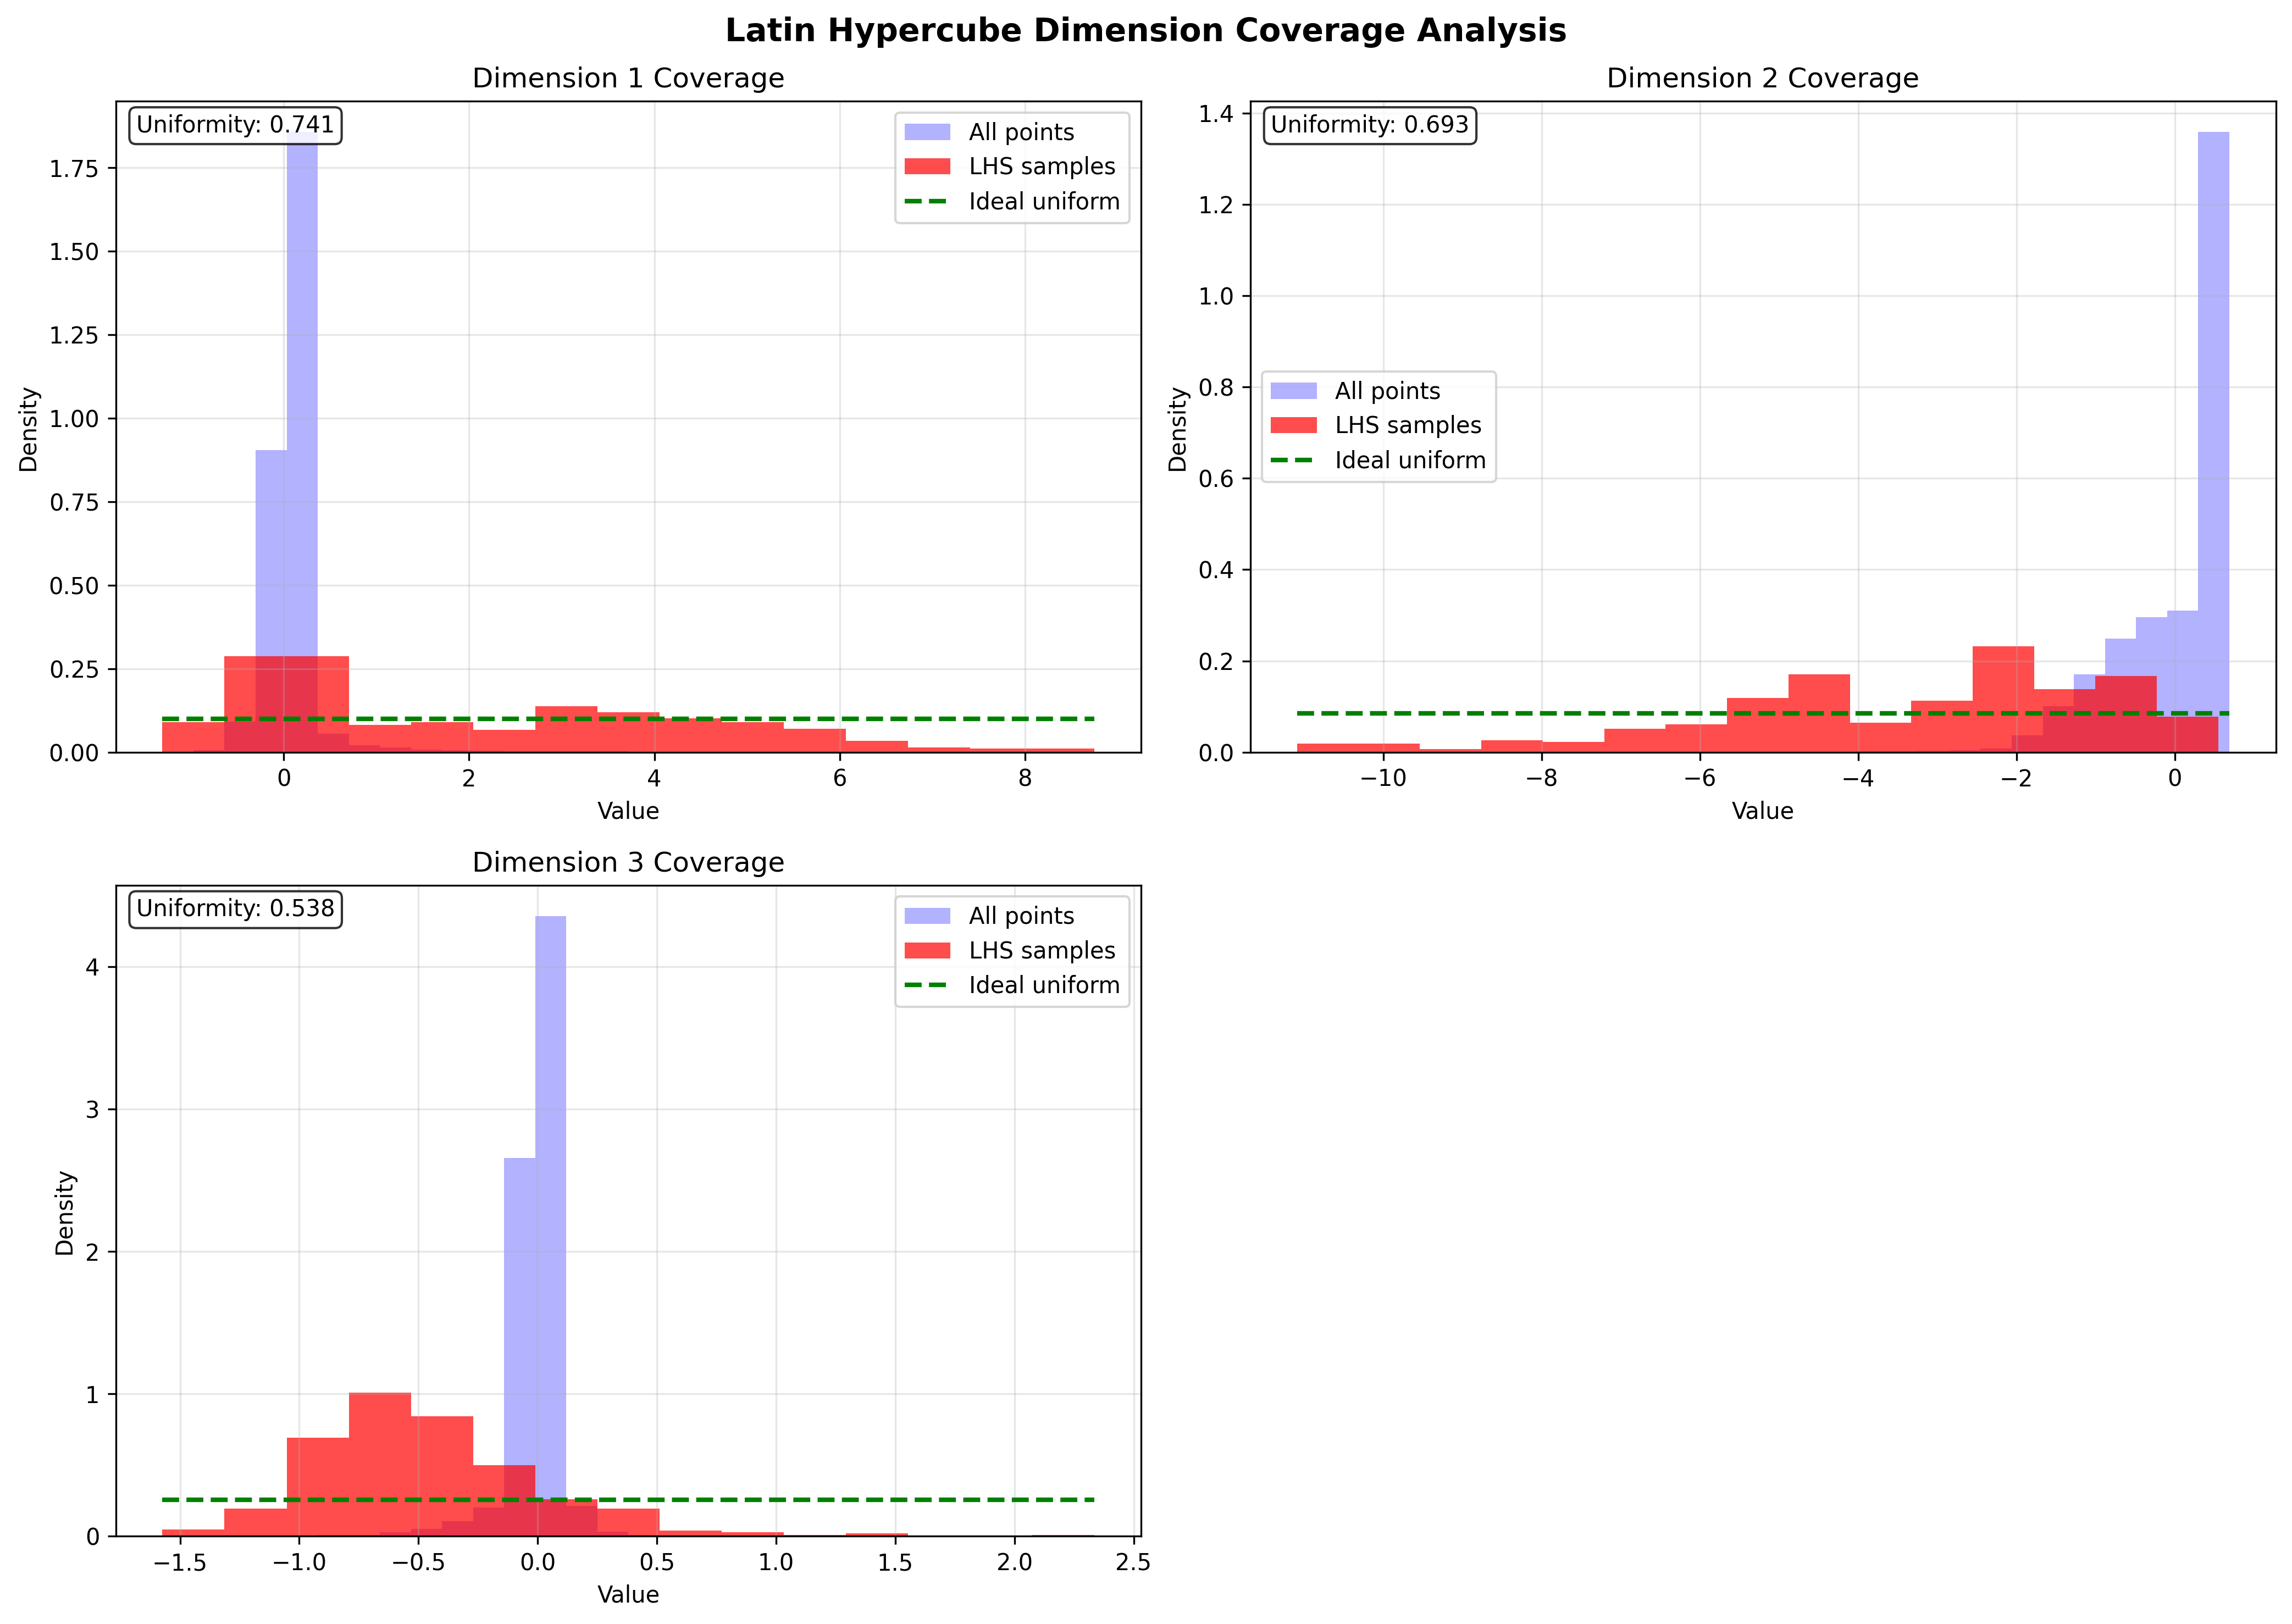 Latin Hypercube Dimension Coverage Analysis
Dimension 1 Coverage
Uniformity: 0.741
All points
LHS samples
Ideal uniform
Density
0.00
0.25
0.50
0.75
1.00
1.25
1.50
1.75
0 2 4 6 8
Value
Dimension 2 Coverage
Uniformity: 0.693
All points
LHS samples
Ideal uniform
Density
0.0
0.2
0.4
0.6
0.8
1.0
1.2
1.4
−10 −8 −6 −4 −2 0
Value
Dimension 3 Coverage
Uniformity: 0.538
All points
LHS samples
Ideal uniform
Density
0
1
2
3
4
−1.5 −1.0 −0.5 0.0 0.5 1.0 1.5 2.0 2.5
Value